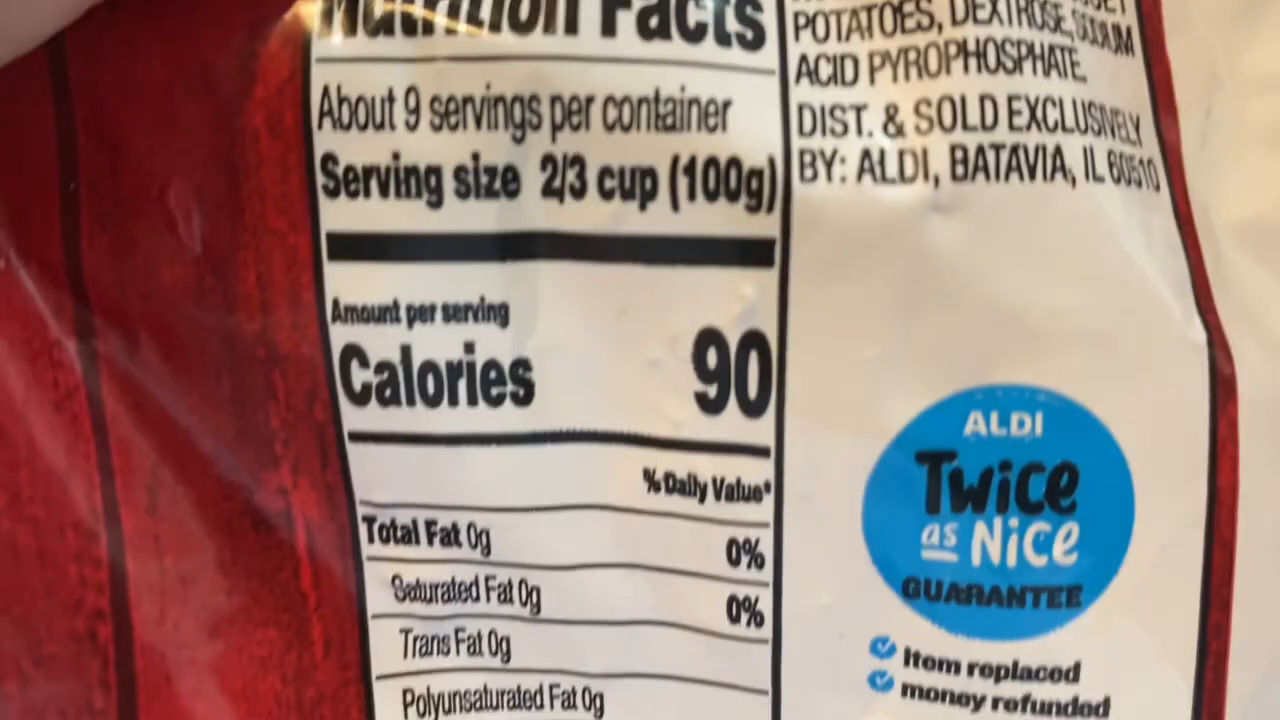 Nutrition Facts
About 9 servings per container
Serving size 2/3 cup (100g)
Amount per serving
Calories 90
% Daily Value*
Total Fat 0g 0%
Saturated Fat 0g 0%
Trans Fat 0g
Polyunsaturated Fat 0g
POTATOES, DEXTROSE, SODIUM
ACID PYROPHOSPHATE
DIST. & SOLD EXCLUSIVELY
BY: ALDI, BATAVIA, IL 60510
ALDI
Twice
as Nice
GUARANTEE
Item replaced
money refunded